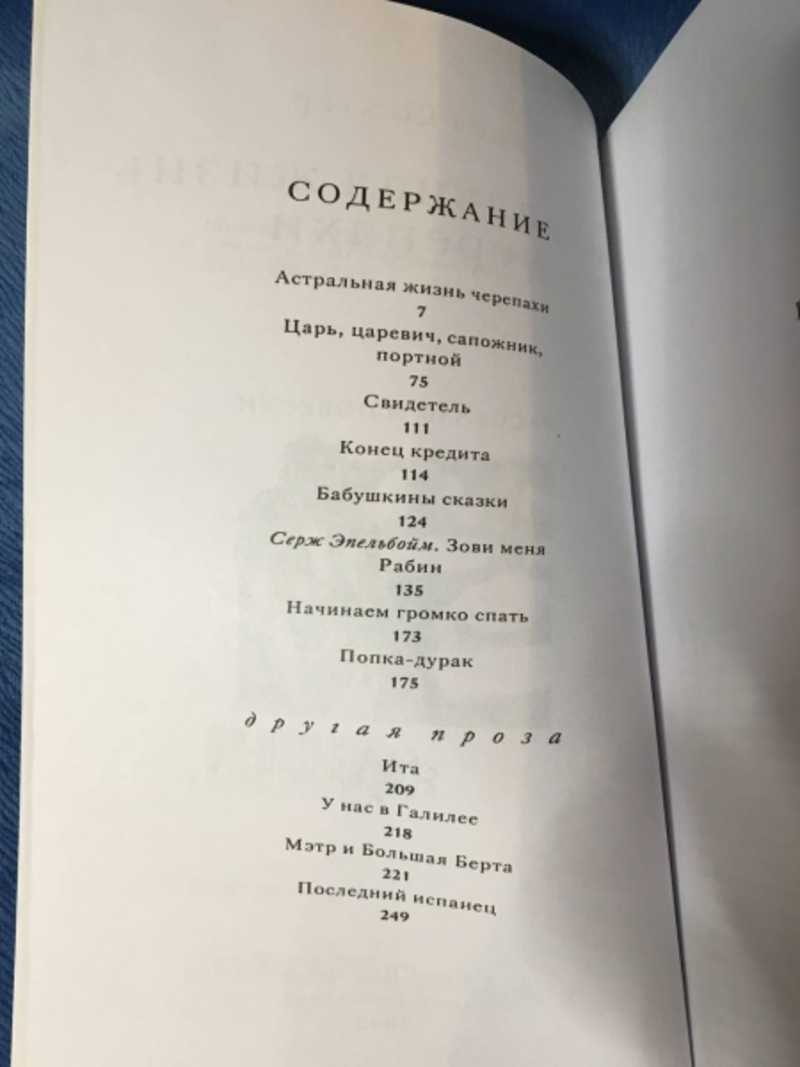 СОДЕРЖАНИЕ
Астральная жизнь черепахи
7
Царь, царевич, сапожник,
портной
75
Свидетель
111
Конец кредита
114
Бабушкины сказки
124
Серж Эпельбойм. Зови меня
Рабин
135
Начинаем громко спать
173
Попка-дурак
175
другая проза
Ита
209
У нас в Галилее
218
Мэтр и Большая Берта
221
Последний испанец
249